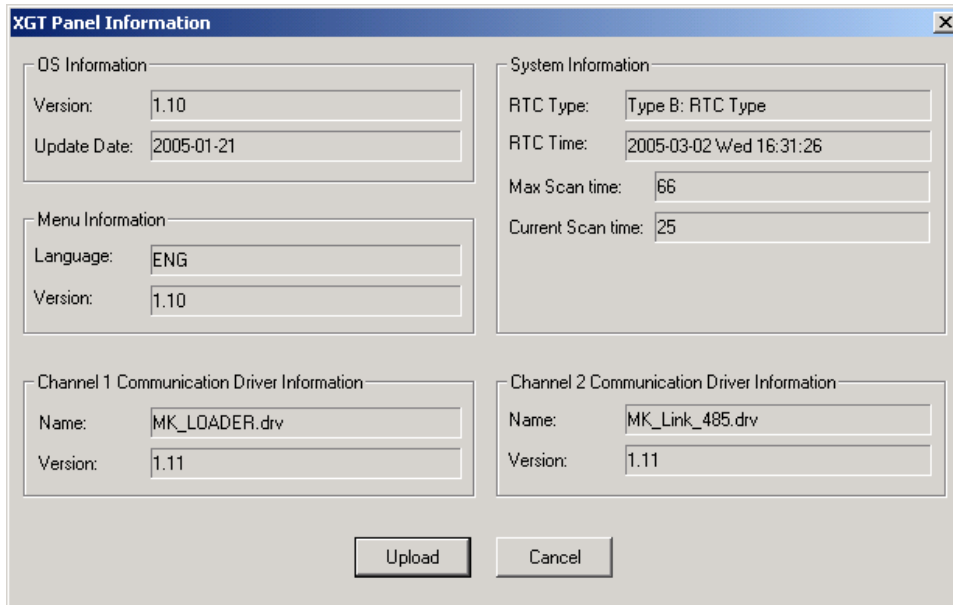 XGT Panel Information
OS Information
Version: 1.10
Update Date: 2005-01-21
Menu Information
Language: ENG
Version: 1.10
System Information
RTC Type: Type B: RTC Type
RTC Time: 2005-03-02 Wed 16:31:26
Max Scan time: 66
Current Scan time: 25
Channel 1 Communication Driver Information
Name: MK_LOADER.drv
Version: 1.11
Channel 2 Communication Driver Information
Name: MK_Link_485.drv
Version: 1.11
Upload
Cancel